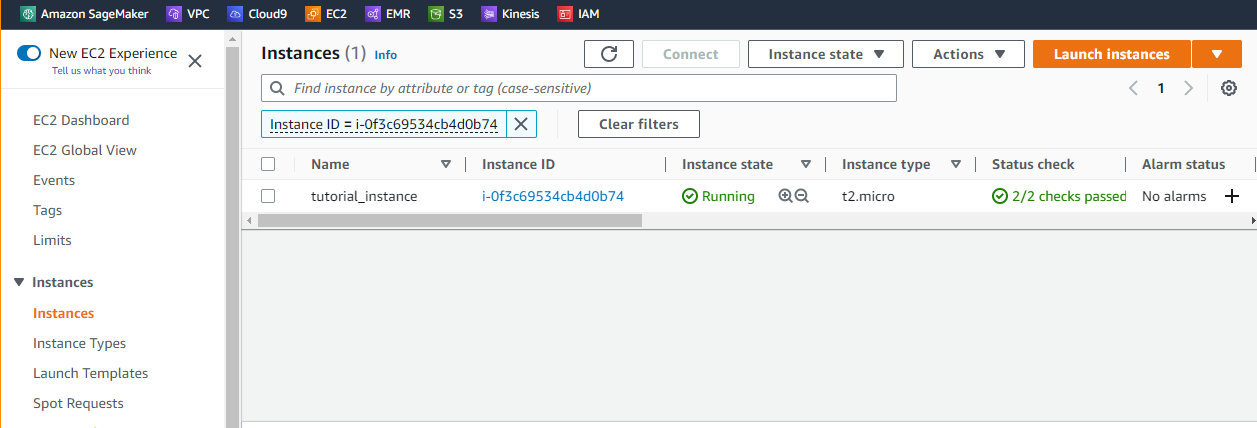 Amazon SageMaker VPC Cloud9 EC2 EMR S3 Kinesis IAM
New EC2 Experience
Tell us what you think
EC2 Dashboard
EC2 Global View
Events
Tags
Limits
Instances
Instances
Instance Types
Launch Templates
Spot Requests
Instances (1) Info
Connect
Instance state
Actions
Launch instances
Find instance by attribute or tag (case-sensitive)
1
Instance ID = i-0f3c69534cb4d0b74
Clear filters
Name Instance ID Instance state Instance type Status check Alarm status
tutorial_instance i-0f3c69534cb4d0b74 Running t2.micro 2/2 checks passed No alarms